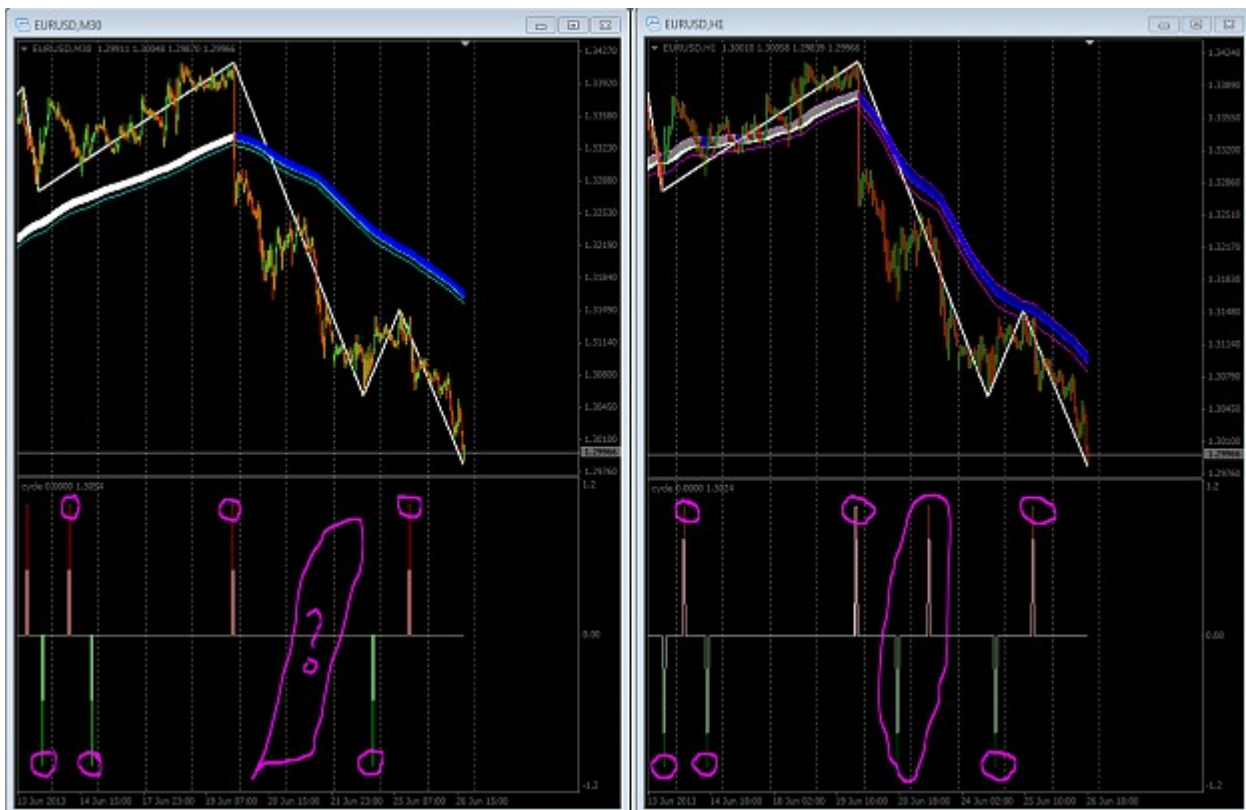 EURUSD,M30
EURUSD,M30 1.29911 1.30048 1.29870 1.29966
1.34270
1.33920
1.33580
1.33230
1.32880
1.32530
1.32190
1.31840
1.31490
1.31140
1.30800
1.30450
1.30100
1.29966
1.29760
cycle 0.0000 1.3054
1.2
?
0.00
-1.2
13 Jun 2013
14 Jun 15:00
17 Jun 23:00
19 Jun 07:00
20 Jun 15:00
21 Jun 23:00
25 Jun 07:00
26 Jun 15:00
EURUSD,H1
EURUSD,H1 1.30010 1.30058 1.29839 1.29966
1.34240
1.33890
1.33550
1.33200
1.32860
1.32510
1.32170
1.31820
1.31480
1.31140
1.30790
1.30450
1.30100
1.29966
1.29760
cycle 0.0000 1.3024
1.2
0.00
-1.2
13 Jun 2013
14 Jun 18:00
18 Jun 02:00
19 Jun 10:00
20 Jun 18:00
24 Jun 02:00
25 Jun 10:00
26 Jun 18:00